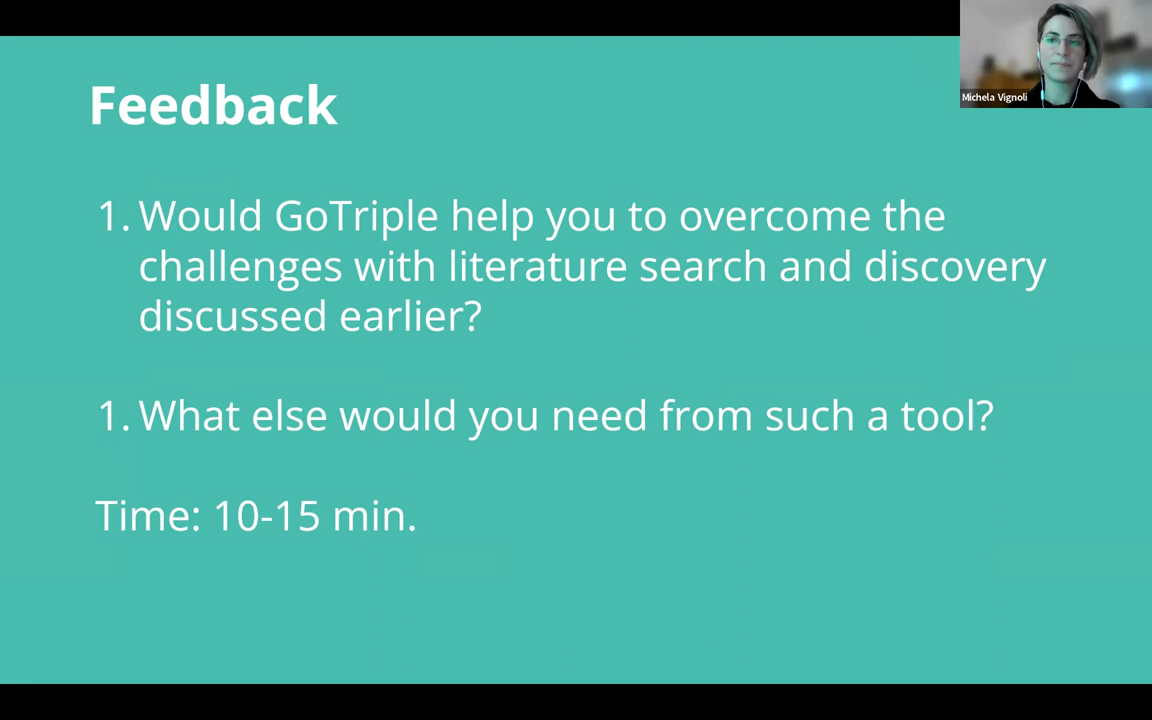 Michela Vignoli
Feedback
1. Would GoTriple help you to overcome the
challenges with literature search and discovery
discussed earlier?
1. What else would you need from such a tool?
Time: 10-15 min.